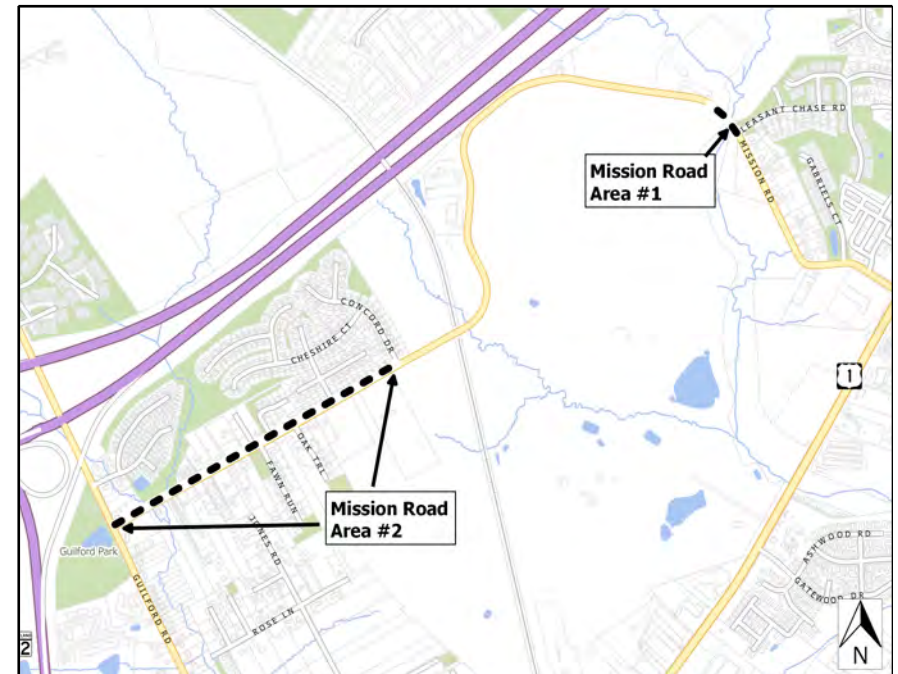 LEASANT CHASE RD
Mission Road
Area #1
MISSION RD
GABRIELS CT
CONCORD DR
CHESHIRE CT
1
OAK TRL
FAWN RUN
Mission Road
Area #2
JONES RD
Guilford Park
GUILFORD RD
ROSE LN
ASHWOOD RD
GATEWOOD DR
2
N